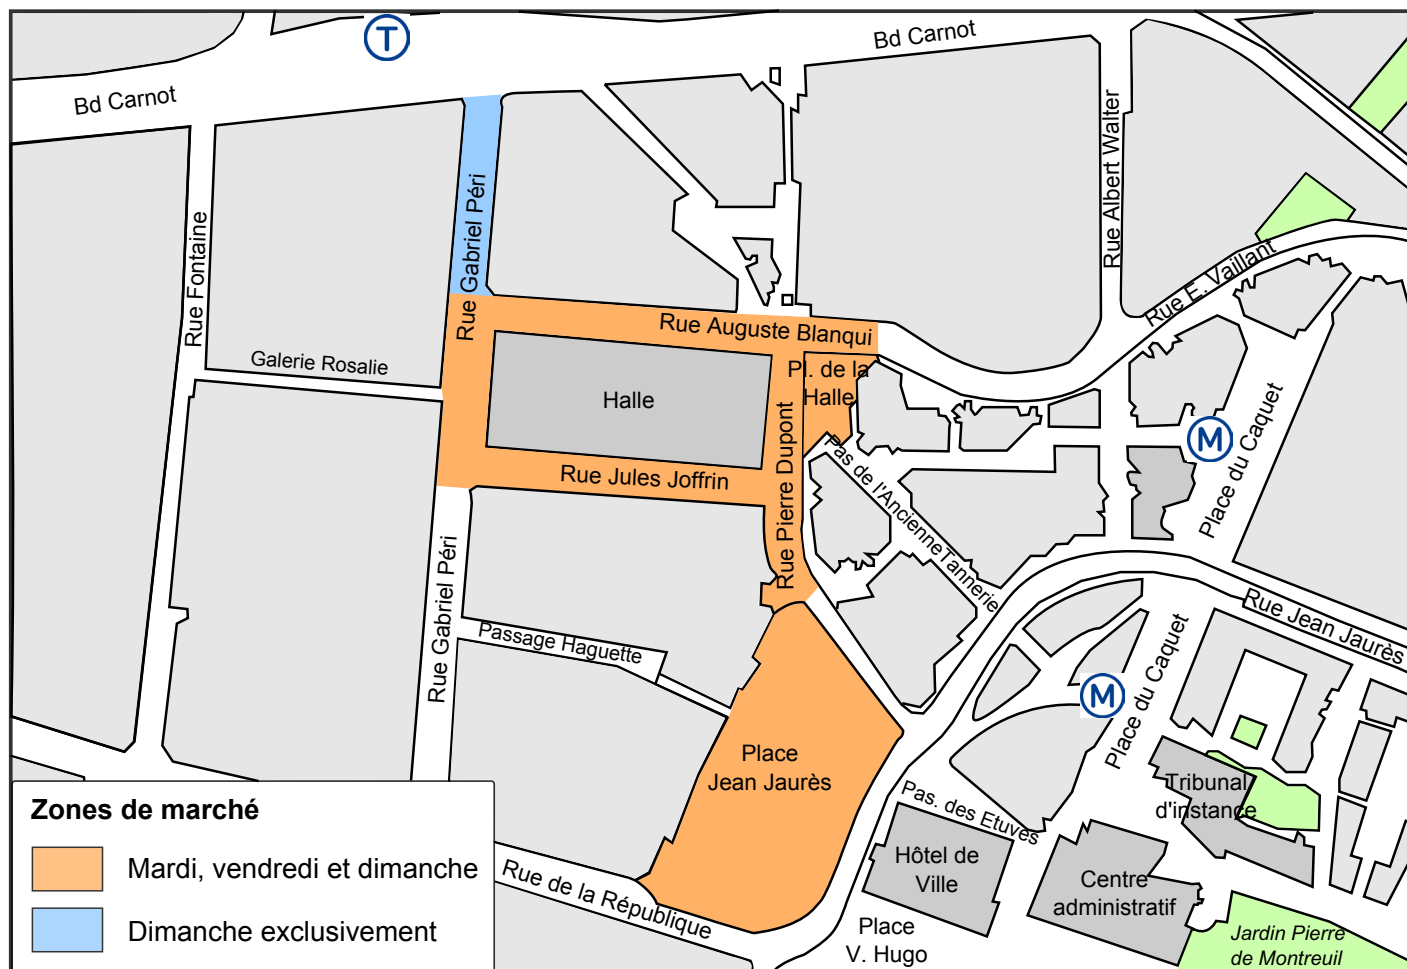 T
Bd Carnot
Bd Carnot
Rue Albert Walter
Rue Gabriel Péri
Rue Fontaine
Rue E. Vaillant
Rue Auguste Blanqui
Galerie Rosalie
Pl. de la
Halle
Halle
M
Place du Caquet
Rue Jules Joffrin
Rue Pierre Dupont
Pas de l'Ancienne Tannerie
Rue Gabriel Péri
Passage Haguette
Rue Jean Jaurès
Place du Caquet
M
Place
Jean Jaurès
Tribunal
d'instance
Pas. des Etuves
Hôtel de
Ville
Centre
administratif
Rue de la République
Place
V. Hugo
Jardin Pierre
de Montreuil
Zones de marché
Mardi, vendredi et dimanche
Dimanche exclusivement